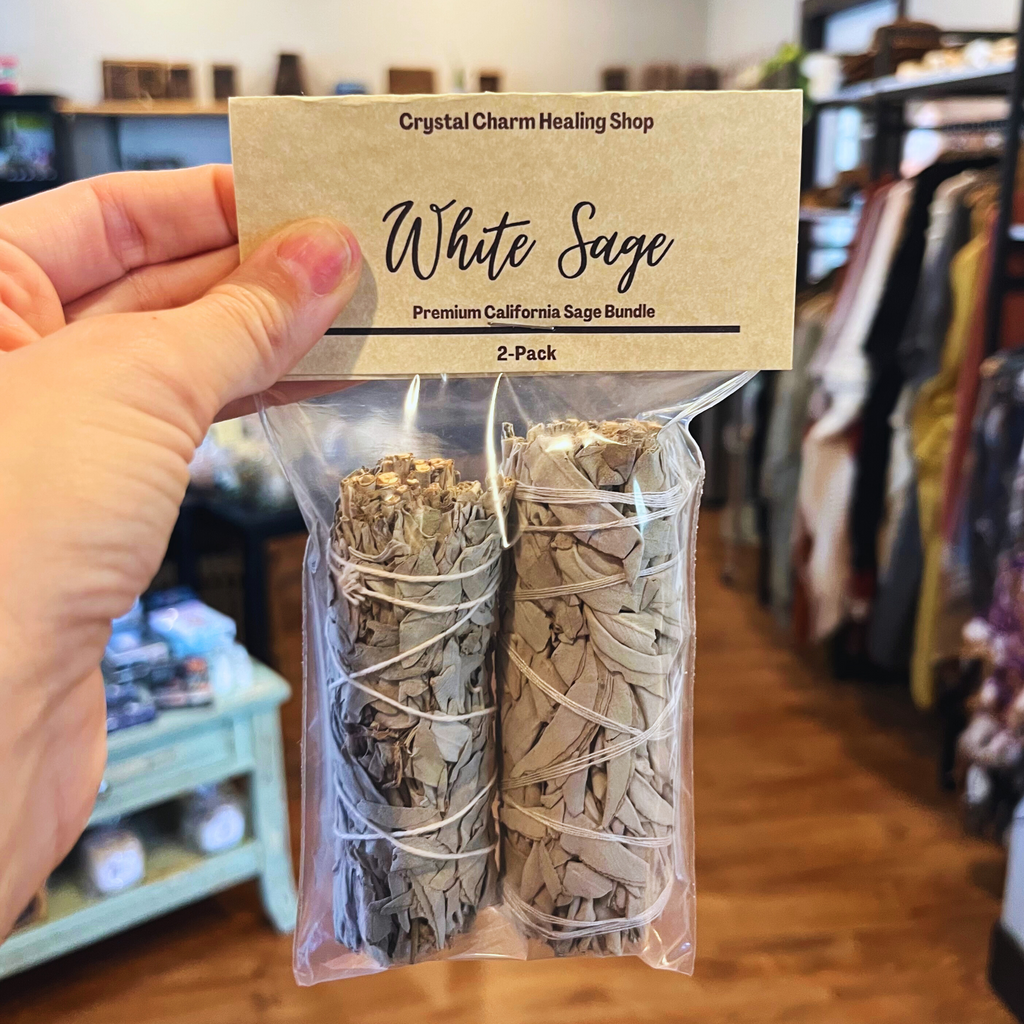 Crystal Charm Healing Shop
White Sage
Premium California Sage Bundle
2-Pack